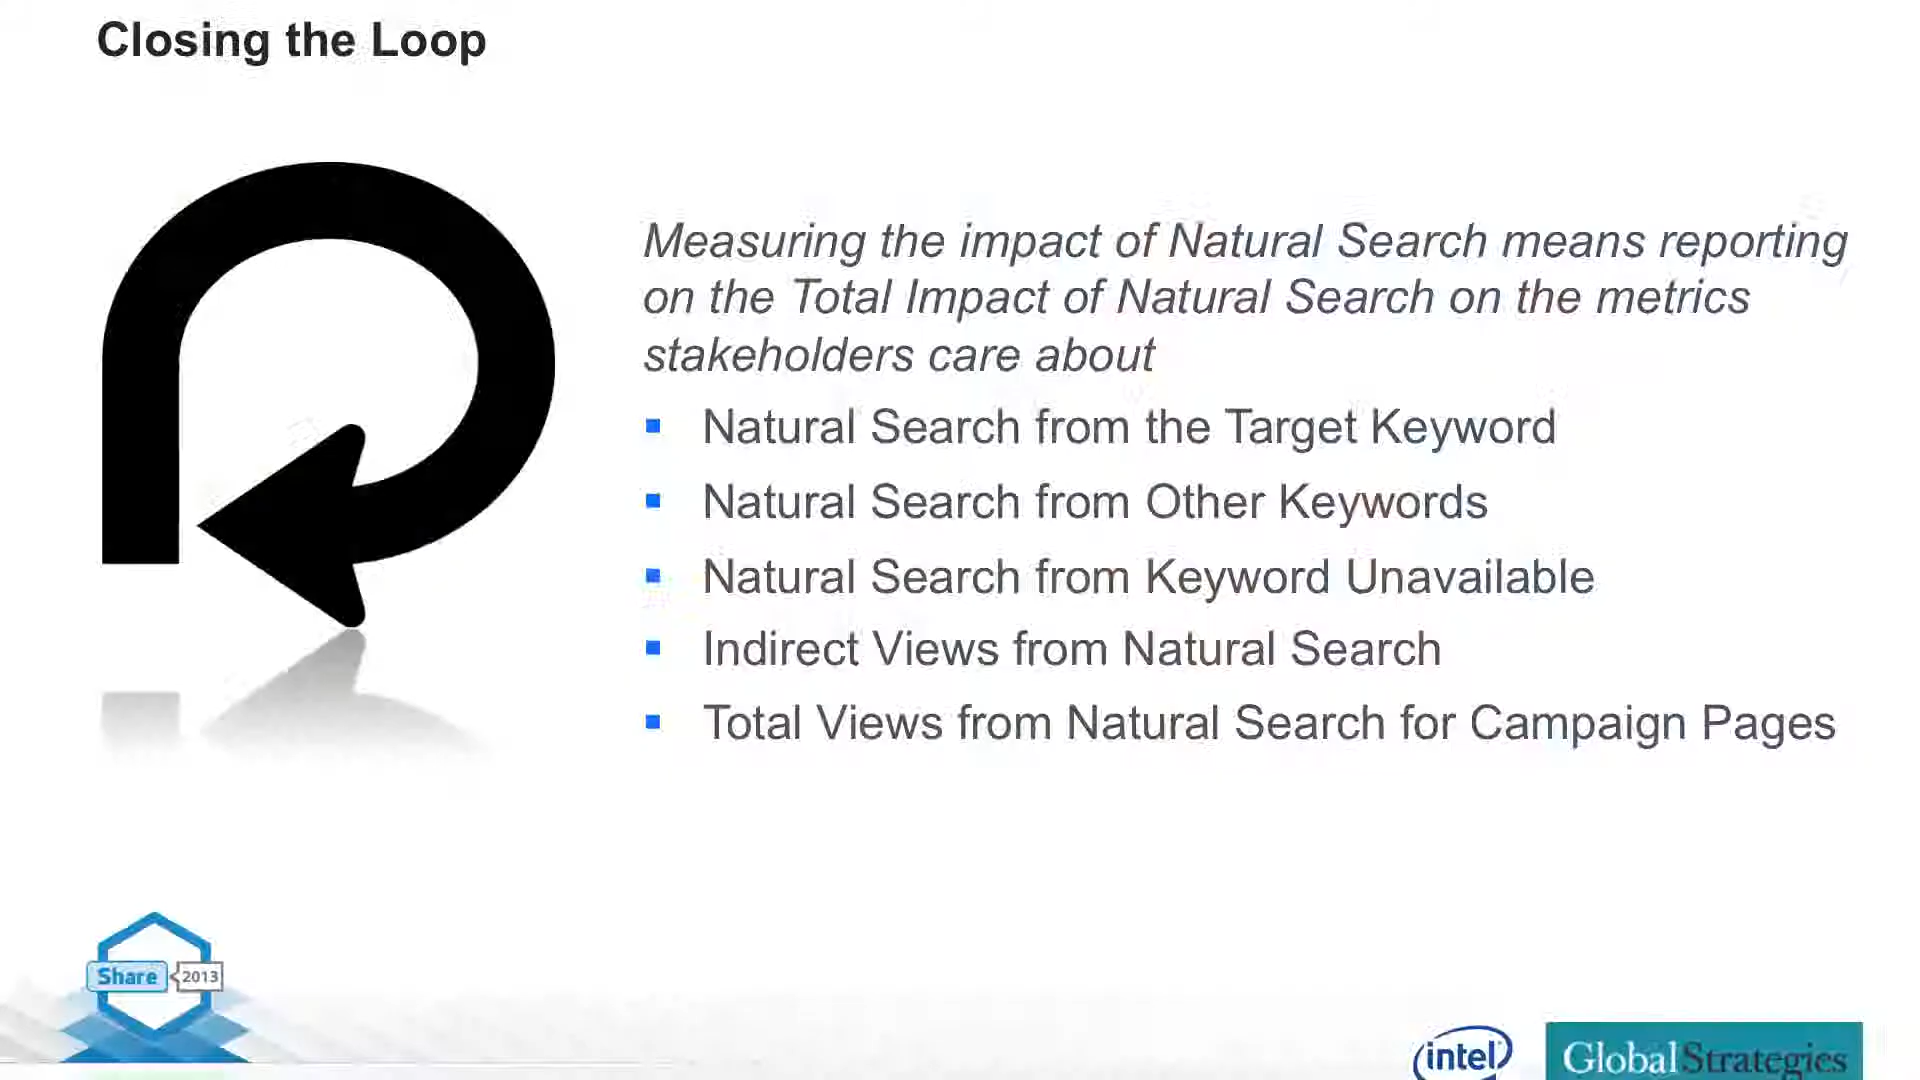 Closing the Loop
Measuring the impact of Natural Search means reporting
on the Total Impact of Natural Search on the metrics
stakeholders care about
Natural Search from the Target Keyword
Natural Search from Other Keywords
Natural Search from Keyword Unavailable
Indirect Views from Natural Search
Total Views from Natural Search for Campaign Pages
Share 2013
intel
Global Strategies